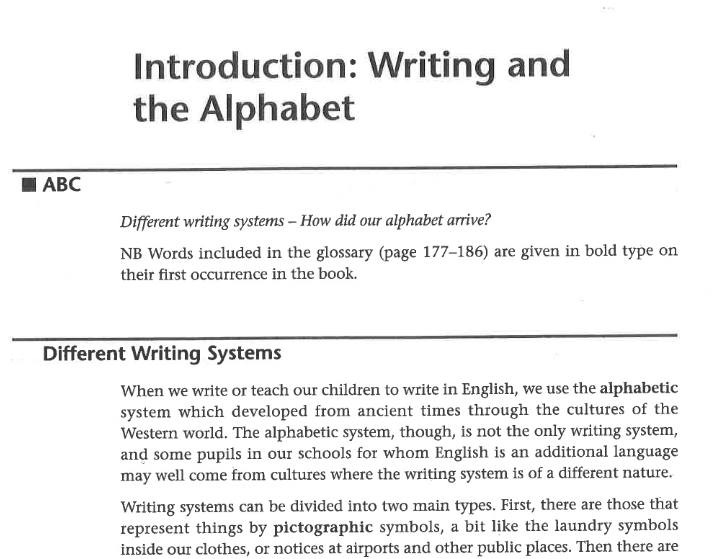 Introduction: Writing and
the Alphabet
ABC
Different writing systems – How did our alphabet arrive?
NB Words included in the glossary (page 177–186) are given in bold type on
their first occurrence in the book.
Different Writing Systems
When we write or teach our children to write in English, we use the alphabetic
system which developed from ancient times through the cultures of the
Western world. The alphabetic system, though, is not the only writing system,
and some pupils in our schools for whom English is an additional language
may well come from cultures where the writing system is of a different nature.
Writing systems can be divided into two main types. First, there are those that
represent things by pictographic symbols, a bit like the laundry symbols
inside our clothes, or notices at airports and other public places. Then there are